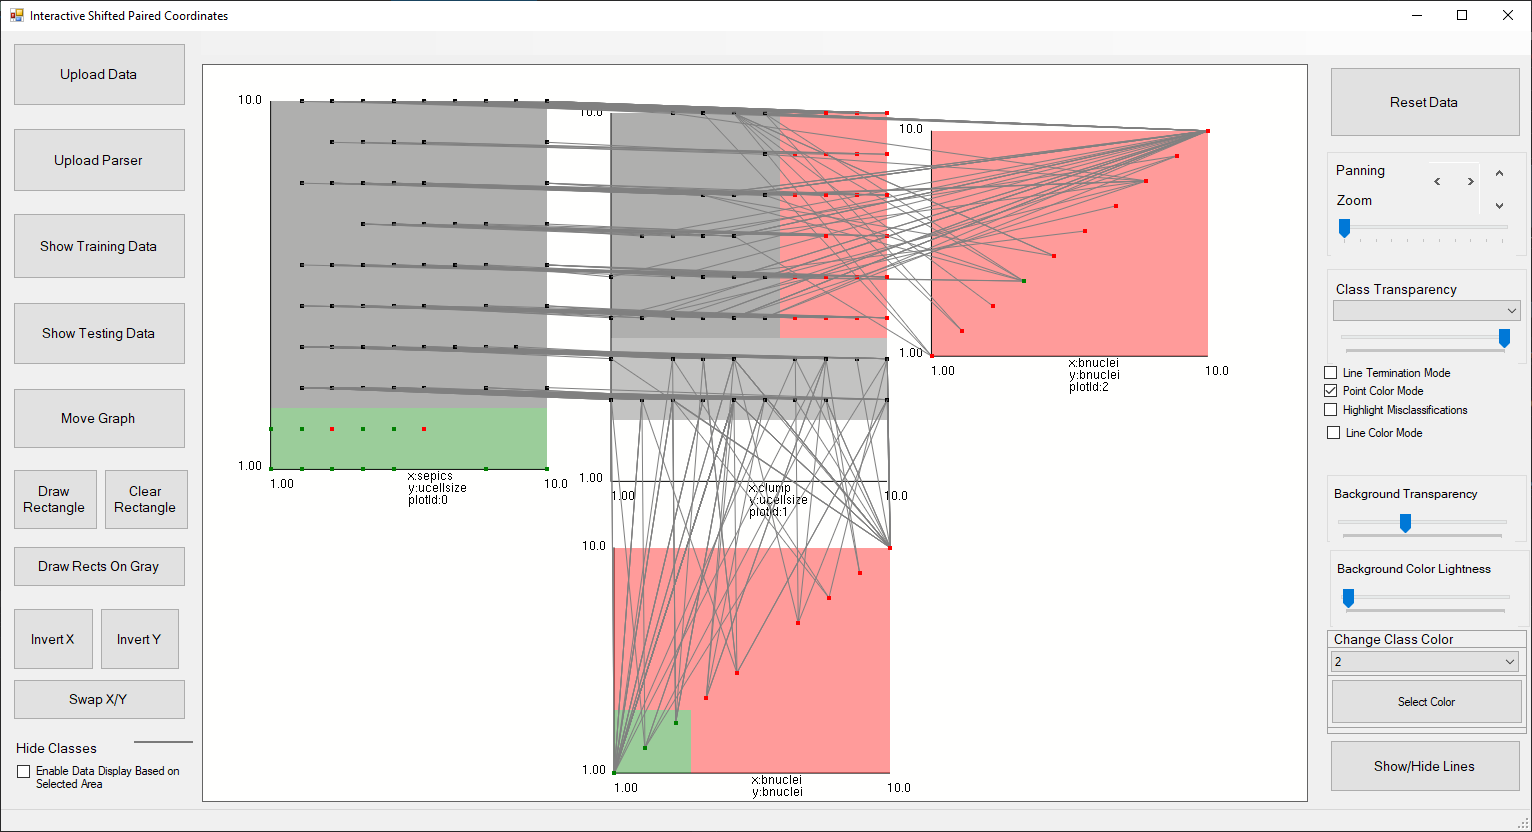 Interactive Shifted Paired Coordinates
Upload Data
Upload Parser
Show Training Data
Show Testing Data
Move Graph
Draw
Rectangle
Clear
Rectangle
Draw Rects On Gray
Invert X
Invert Y
Swap X/Y
Hide Classes
Enable Data Display Based on
Selected Area
10.0
1.00
1.00
10.0
x:sepics
y:ucellsize
plotId:0
10.0
1.00
1.00
10.0
x:clump
y:ucellsize
plotId:1
10.0
1.00
1.00
10.0
x:bnuclei
y:bnuclei
plotId:2
10.0
1.00
1.00
10.0
x:bnuclei
y:bnuclei
Reset Data
Panning
Zoom
Class Transparency
Line Termination Mode
Point Color Mode
Highlight Misclassifications
Line Color Mode
Background Transparency
Background Color Lightness
Change Class Color
2
Select Color
Show/Hide Lines